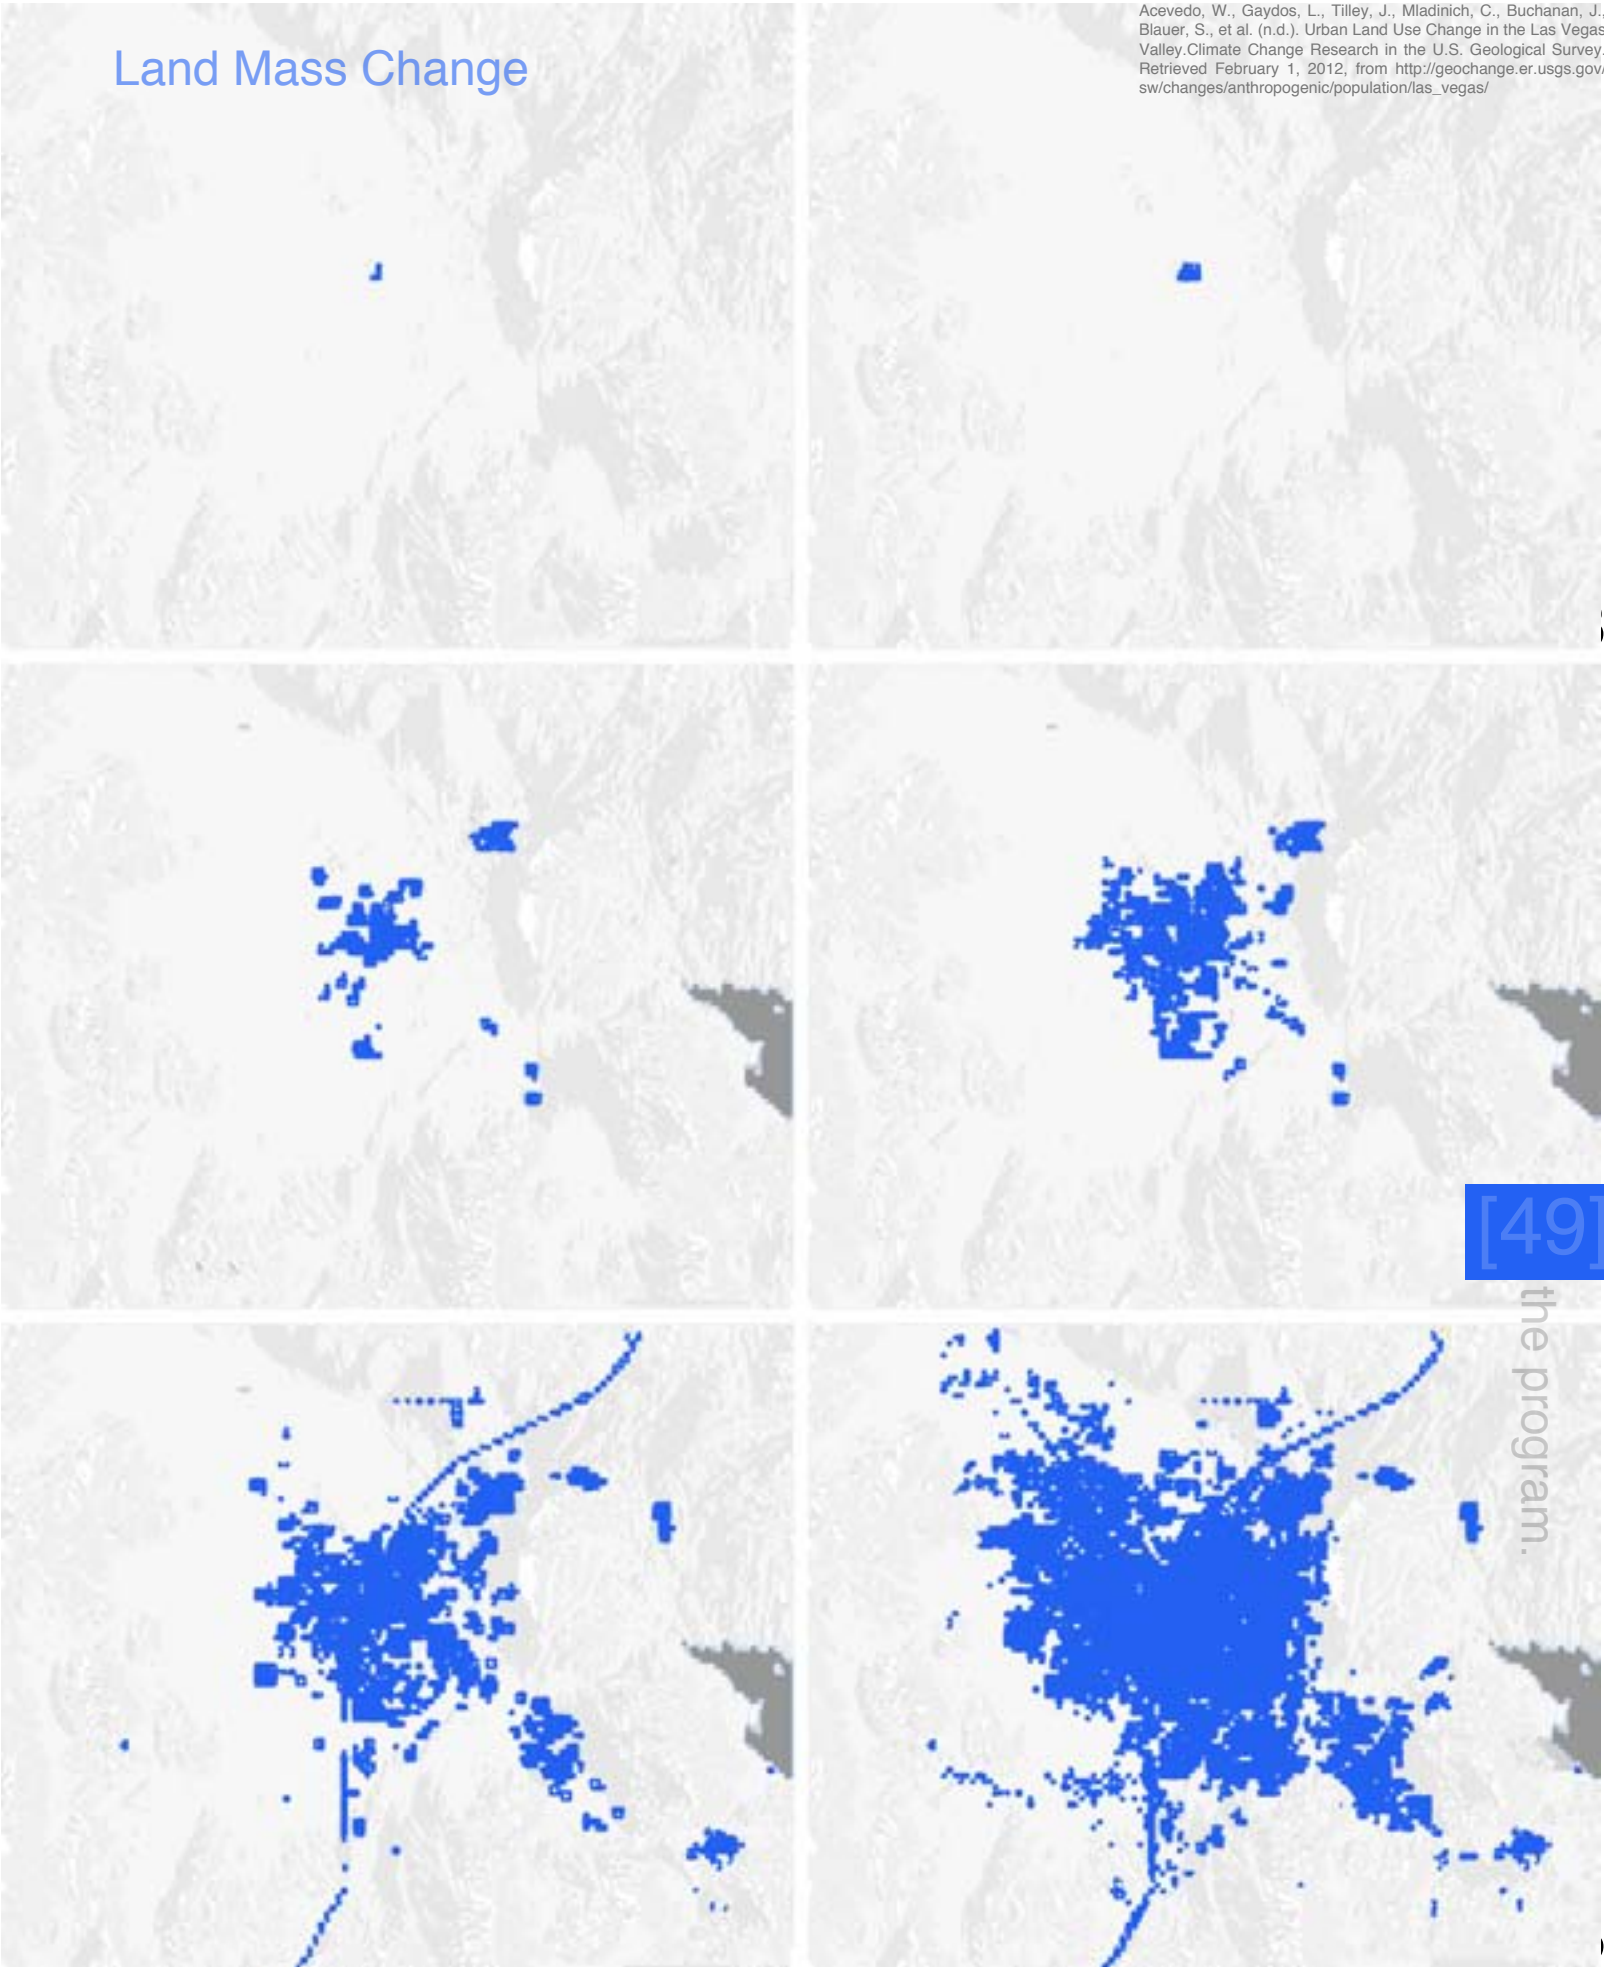 Land Mass Change
Acevedo, W., Gaydos, L., Tilley, J., Mladinich, C., Buchanan, J.,
Blauer, S., et al. (n.d.). Urban Land Use Change in the Las Vegas
Valley.Climate Change Research in the U.S. Geological Survey.
Retrieved February 1, 2012, from http://geochange.er.usgs.gov/
sw/changes/anthropogenic/population/las_vegas/
[49]
the program.